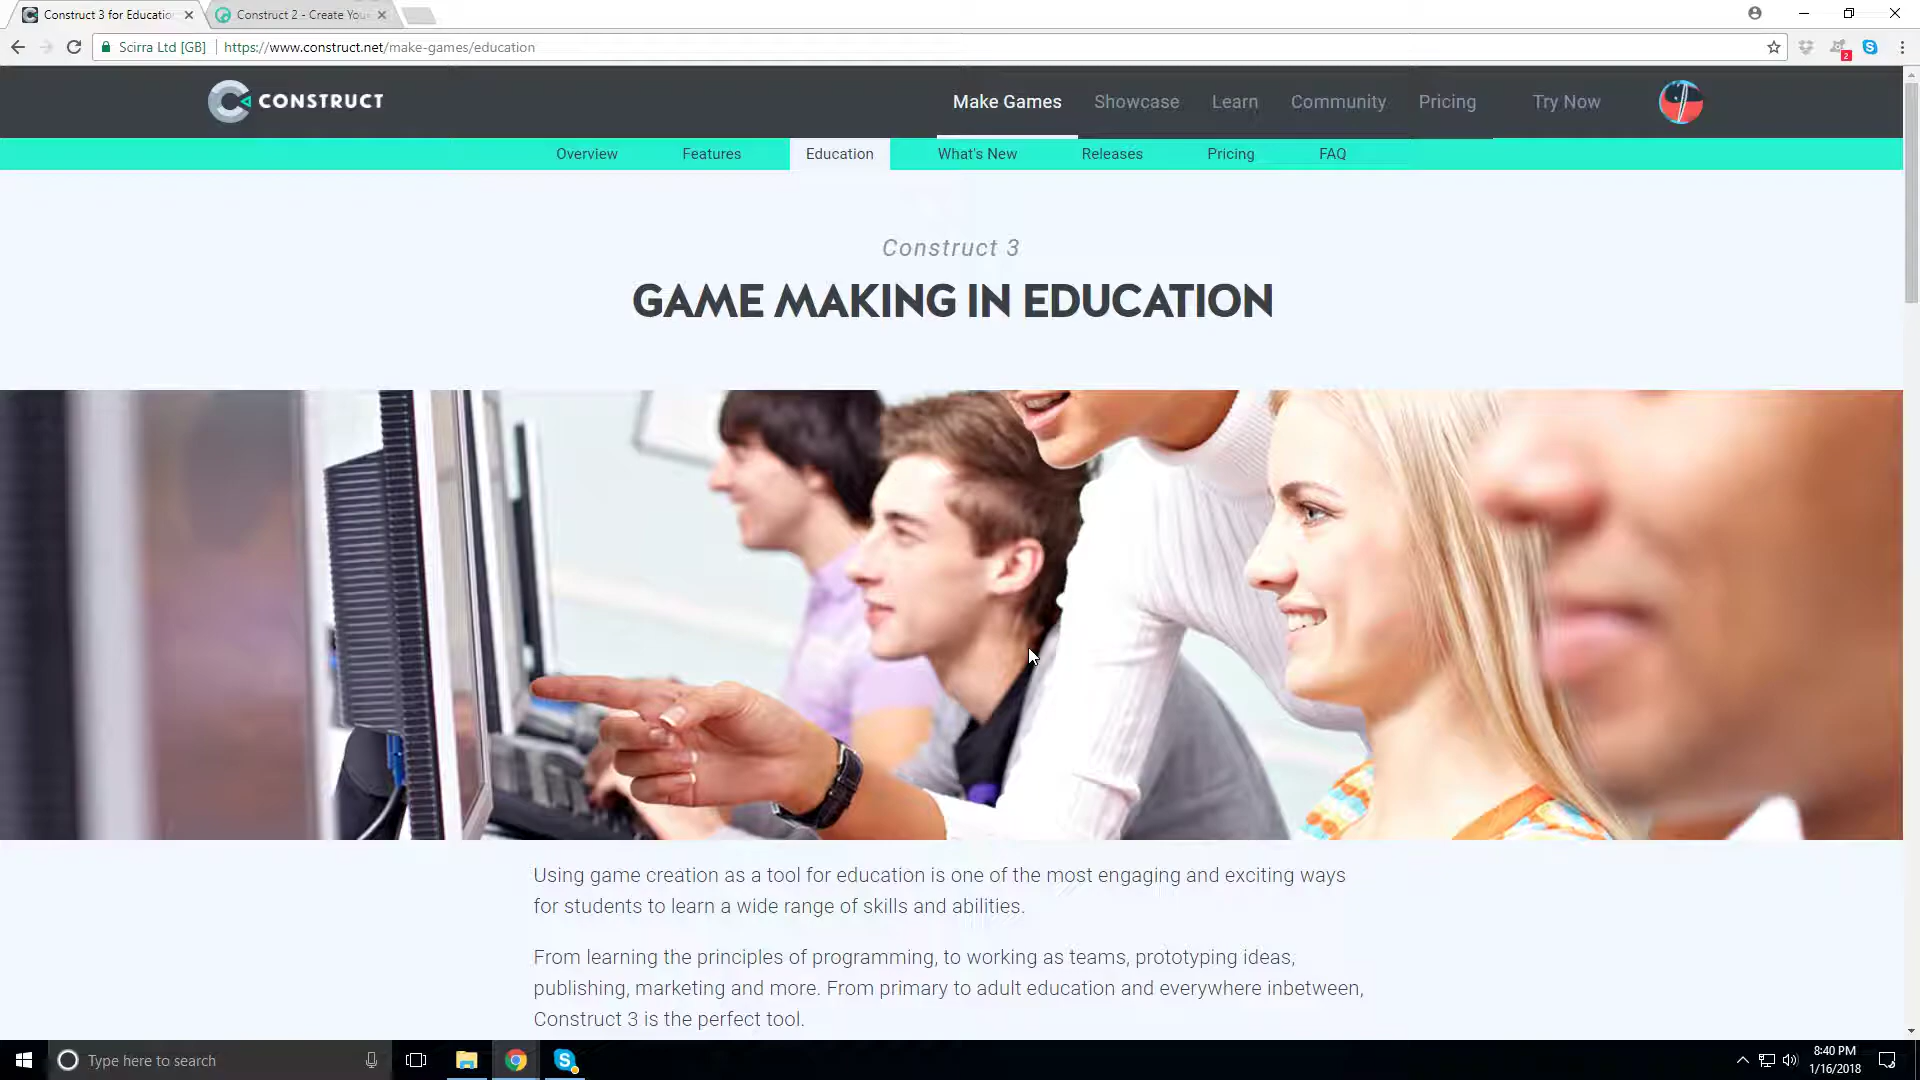 Construct 3 for Educatio
Construct 2 - Create You
Scirra Ltd [GB]
https://www.construct.net/make-games/education
2
CONSTRUCT
Make Games
Showcase
Learn
Community
Pricing
Try Now
Overview
Features
Education
What's New
Releases
Pricing
FAQ
Construct 3
GAME MAKING IN EDUCATION
Using game creation as a tool for education is one of the most engaging and exciting ways
for students to learn a wide range of skills and abilities.
From learning the principles of programming, to working as teams, prototyping ideas,
publishing, marketing and more. From primary to adult education and everywhere inbetween,
Construct 3 is the perfect tool.
Type here to search
8:40 PM
1/16/2018